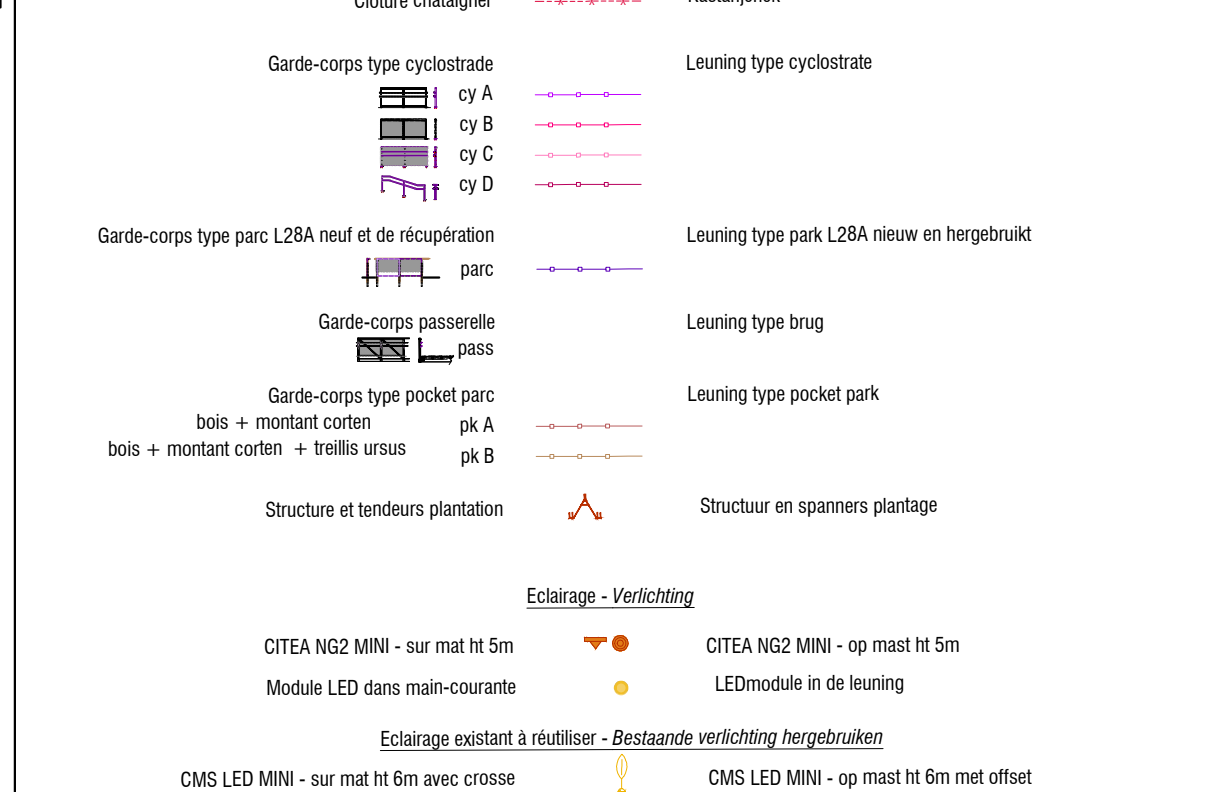 Clôture châtaignier
Garde-corps type cyclostrade Leuning type cyclostrate
cy A
cy B
cy C
cy D
Garde-corps type parc L28A neuf et de récupération Leuning type park L28A nieuw en hergebruikt
parc
Garde-corps passerelle Leuning type brug
pass
Garde-corps type pocket parc Leuning type pocket park
bois + montant corten pk A
bois + montant corten + treillis ursus pk B
Structure et tendeurs plantation Structuur en spanners plantage
Eclairage - Verlichting
CITEA NG2 MINI - sur mat ht 5m CITEA NG2 MINI - op mast ht 5m
Module LED dans main-courante LEDmodule in de leuning
Eclairage existant à réutiliser - Bestaande verlichting hergebruiken
CMS LED MINI - sur mat ht 6m avec crosse CMS LED MINI - op mast ht 6m met offset